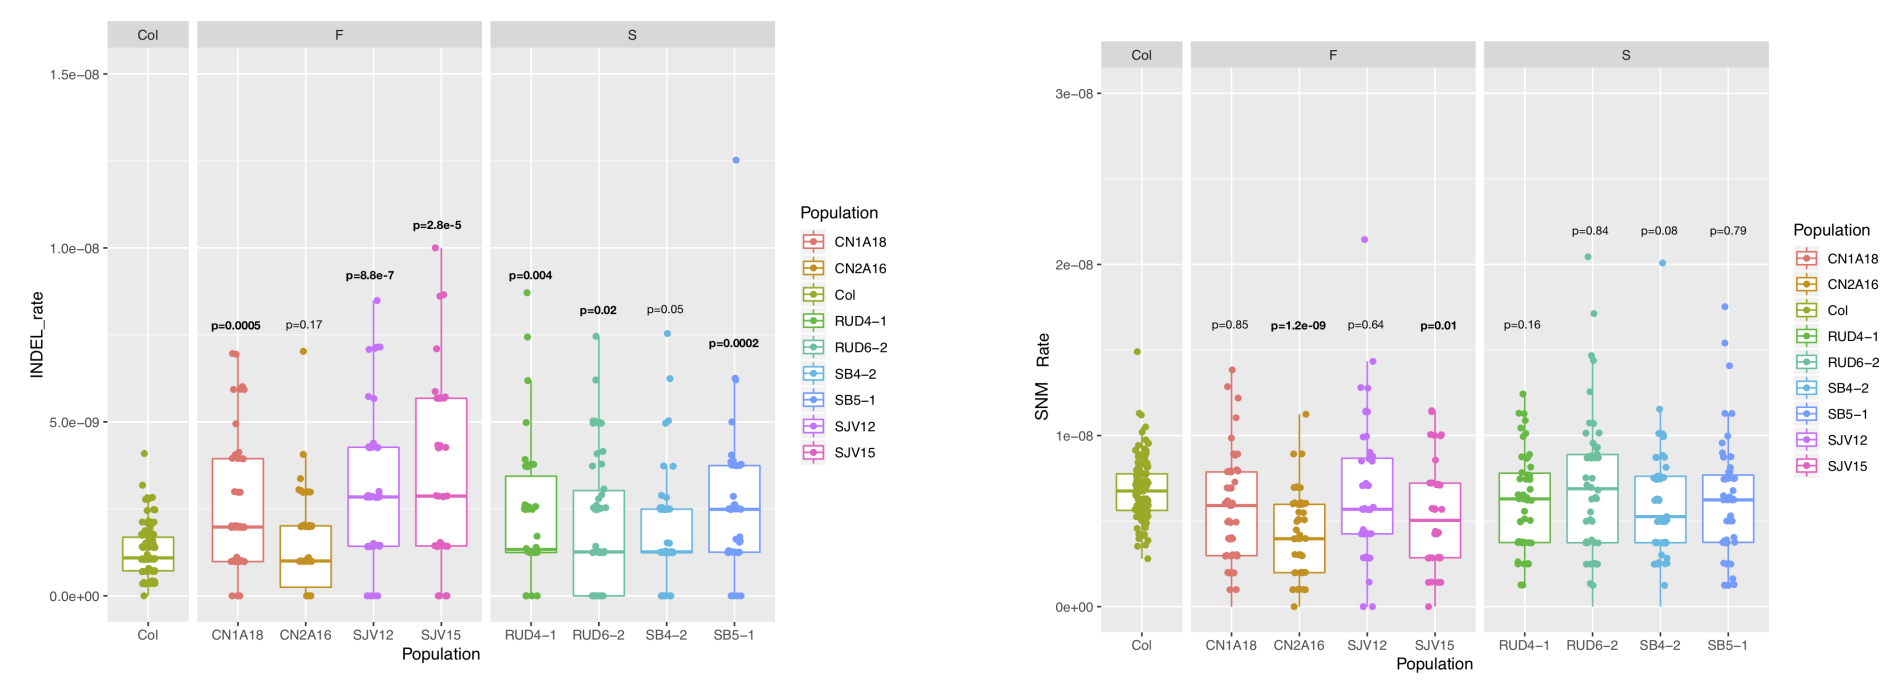 Col F S
1.5e−08
1.0e−08
5.0e−09
0.0e+00
INDEL_rate
p=0.0005
p=0.17
p=8.8e-7
p=2.8e-5
p=0.004
p=0.02
p=0.05
p=0.0002
Col CN1A18 CN2A16 SJV12 SJV15 RUD4−1 RUD6−2 SB4−2 SB5−1
Population
Population
CN1A18
CN2A16
Col
RUD4−1
RUD6−2
SB4−2
SB5−1
SJV12
SJV15
Col F S
3e−08
2e−08
1e−08
0e+00
SNM Rate
p=0.85
p=1.2e-09
p=0.64
p=0.01
p=0.16
p=0.84
p=0.08
p=0.79
Col CN1A18 CN2A16 SJV12 SJV15 RUD4−1 RUD6−2 SB4−2 SB5−1
Population
Population
CN1A18
CN2A16
Col
RUD4−1
RUD6−2
SB4−2
SB5−1
SJV12
SJV15